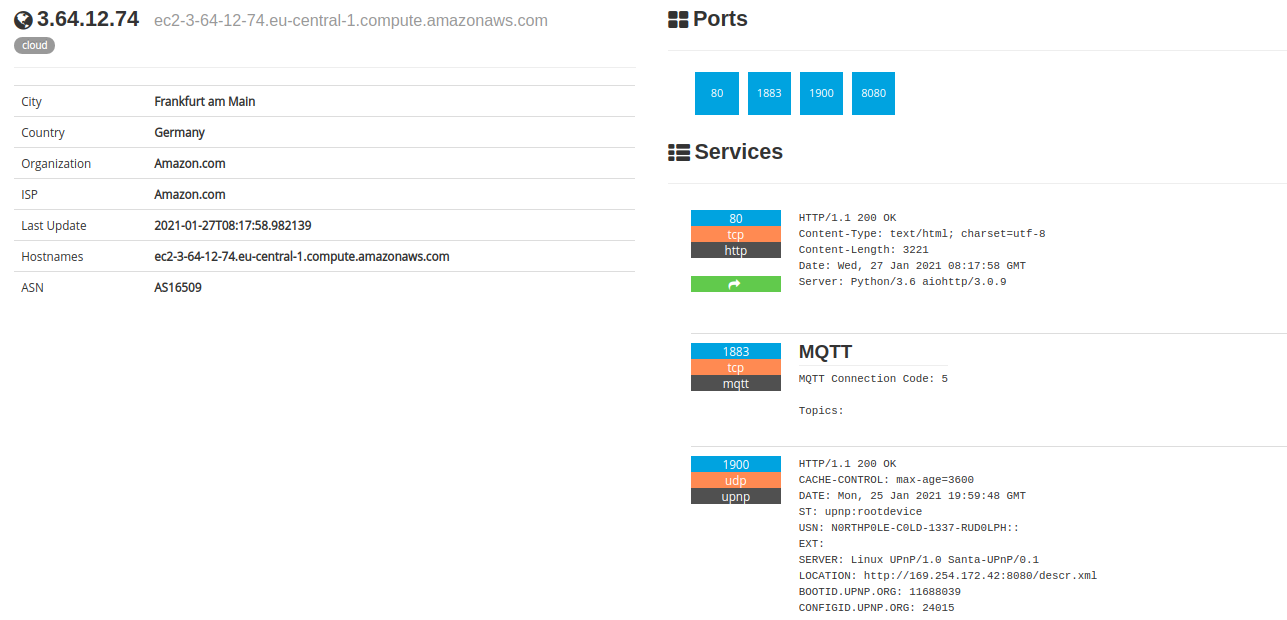 3.64.12.74 ec2-3-64-12-74.eu-central-1.compute.amazonaws.com
cloud
City Frankfurt am Main
Country Germany
Organization Amazon.com
ISP Amazon.com
Last Update 2021-01-27T08:17:58.982139
Hostnames ec2-3-64-12-74.eu-central-1.compute.amazonaws.com
ASN AS16509
Ports
80 1883 1900 8080
Services
80
tcp
http
HTTP/1.1 200 OK
Content-Type: text/html; charset=utf-8
Content-Length: 3221
Date: Wed, 27 Jan 2021 08:17:58 GMT
Server: Python/3.6 aiohttp/3.0.9
1883
tcp
mqtt
MQTT
MQTT Connection Code: 5
Topics:
1900
udp
upnp
HTTP/1.1 200 OK
CACHE-CONTROL: max-age=3600
DATE: Mon, 25 Jan 2021 19:59:48 GMT
ST: upnp:rootdevice
USN: N0RTHP0LE-C0LD-1337-RUD0LPH::
EXT:
SERVER: Linux UPnP/1.0 Santa-UPnP/0.1
LOCATION: http://169.254.172.42:8080/descr.xml
BOOTID.UPNP.ORG: 11688039
CONFIGID.UPNP.ORG: 24015